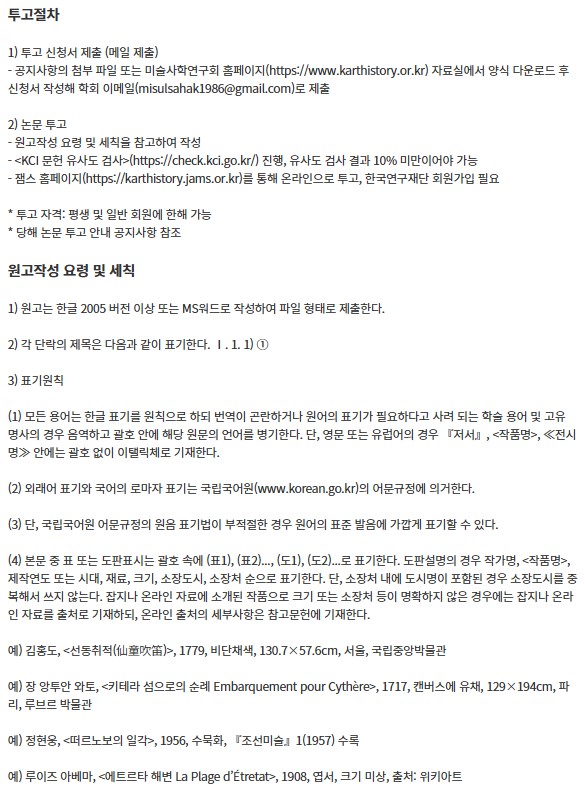 투고절차
1) 투고 신청서 제출 (메일 제출)
- 공지사항의 첨부 파일 또는 미술사학연구회 홈페이지(https://www.karthistory.or.kr) 자료실에서 양식 다운로드 후
신청서 작성해 학회 이메일(misulsahak1986@gmail.com)로 제출
2) 논문 투고
- 원고작성 요령 및 세칙을 참고하여 작성
- <KCI 문헌 유사도 검사>(https://check.kci.go.kr/) 진행, 유사도 검사 결과 10% 미만이어야 가능
- 잼스 홈페이지(https://karthistory.jams.or.kr)를 통해 온라인으로 투고, 한국연구재단 회원가입 필요
* 투고 자격: 평생 및 일반 회원에 한해 가능
* 당해 논문 투고 안내 공지사항 참조
원고작성 요령 및 세칙
1) 원고는 한글 2005 버전 이상 또는 MS워드로 작성하여 파일 형태로 제출한다.
2) 각 단락의 제목은 다음과 같이 표기한다. Ⅰ. 1. 1) ①
3) 표기원칙
(1) 모든 용어는 한글 표기를 원칙으로 하되 번역이 곤란하거나 원어의 표기가 필요하다고 사려 되는 학술 용어 및 고유
명사의 경우 음역하고 괄호 안에 해당 원문의 언어를 병기한다. 단, 영문 또는 유럽어의 경우 『저서』, <작품명>, ≪전시
명≫ 안에는 괄호 없이 이탤릭체로 기재한다.
(2) 외래어 표기와 국어의 로마자 표기는 국립국어원(www.korean.go.kr)의 어문규정에 의거한다.
(3) 단, 국립국어원 어문규정의 원음 표기법이 부적절한 경우 원어의 표준 발음에 가깝게 표기할 수 있다.
(4) 본문 중 표 또는 도판표시는 괄호 속에 (표1), (표2)..., (도1), (도2)...로 표기한다. 도판설명의 경우 작가명, <작품명>,
제작연도 또는 시대, 재료, 크기, 소장도시, 소장처 순으로 표기한다. 단, 소장처 내에 도시명이 포함된 경우 소장도시를 중
복해서 쓰지 않는다. 잡지나 온라인 자료에 소개된 작품으로 크기 또는 소장처 등이 명확하지 않은 경우에는 잡지나 온라
인 자료를 출처로 기재하되, 온라인 출처의 세부사항은 참고문헌에 기재한다.
예) 김홍도, <선동취적(仙童吹笛)>, 1779, 비단채색, 130.7×57.6cm, 서울, 국립중앙박물관
예) 장 앙투안 와토, <키테라 섬으로의 순례 Embarquement pour Cythère>, 1717, 캔버스에 유채, 129×194cm, 파
리, 루브르 박물관
예) 정현웅, <떠르노보의 일각>, 1956, 수묵화, 『조선미술』 1(1957) 수록
예) 루이즈 아베마, <에트르타 해변 La Plage d’Étretat>, 1908, 엽서, 크기 미상, 출처: 위키아트